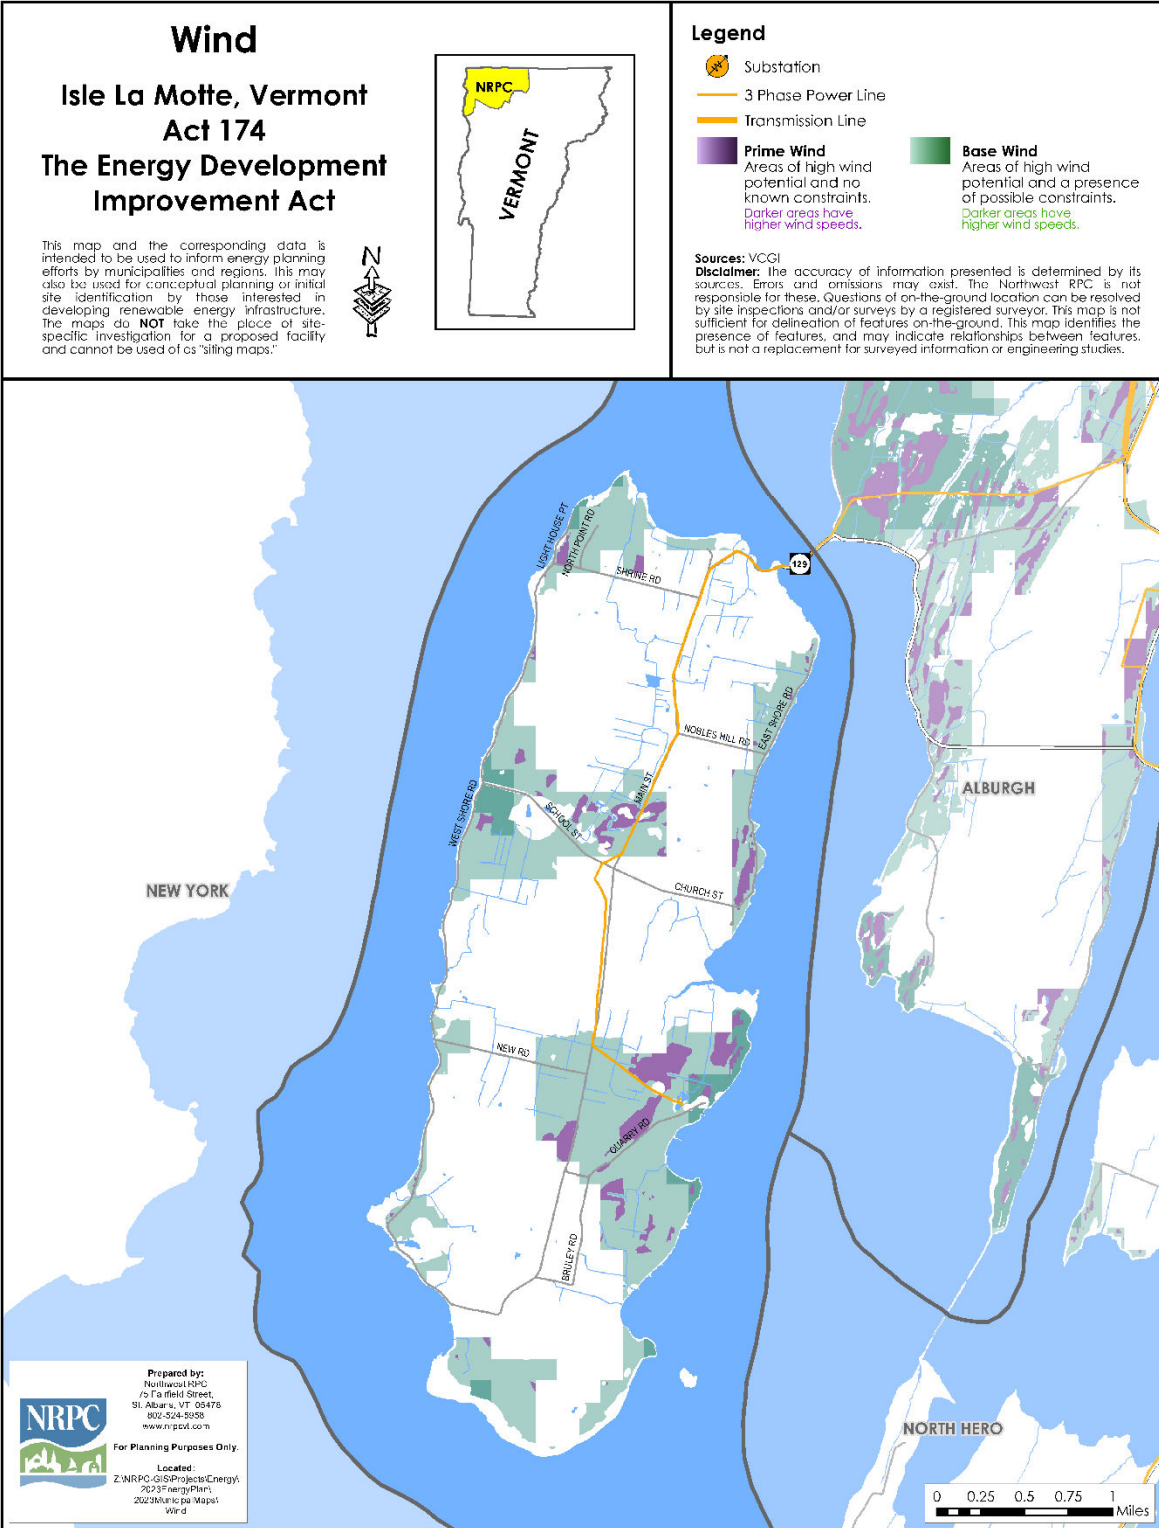 Wind
Isle La Motte, Vermont
Act 174
The Energy Development
Improvement Act
This map and the corresponding data is
intended to be used to inform energy planning
efforts by municipalities and regions. This may
also be used for conceptual planning or initial
site identification by those interested in
developing renewable energy infrastructure.
The maps do NOT take the place of site-
specific investigation for a proposed facility
and cannot be used of as "siting maps."
N
NRPC
VERMONT
Legend
Substation
3 Phase Power Line
Transmission Line
Prime Wind
Areas of high wind
potential and no
known constraints.
Darker areas have
higher wind speeds.
Base Wind
Areas of high wind
potential and a presence
of possible constraints.
Darker areas have
higher wind speeds.
Sources: VCGI
Disclaimer: The accuracy of information presented is determined by its
sources. Errors and omissions may exist. The Northwest RPC is not
responsible for these. Questions of on-the-ground location can be resolved
by site inspections and/or surveys by a registered surveyor. This map is not
sufficient for delineation of features on-the-ground. This map identifies the
presence of features, and may indicate relationships between features,
but is not a replacement for surveyed information or engineering studies.
LIGHT HOUSE PT
NORTH POINT RD
SHRINE RD
129
EAST SHORE RD
NOBLES HILL RD
MAIN ST
WEST SHORE RD
SCHOOL ST
CHURCH ST
ALBURGH
NEW YORK
NEW RD
QUARRY RD
BRULEY RD
NORTH HERO
NRPC
Prepared by:
Northwest RPC
75 Fairfield Street,
St. Albans, VT 05478
802-524-5958
www.nrpcvt.com
For Planning Purposes Only.
Located:
Z:\NRPC-GIS\Projects\Energy\
2023EnergyPlan\
2023MunicipalMaps\
Wind
0 0.25 0.5 0.75 1
Miles